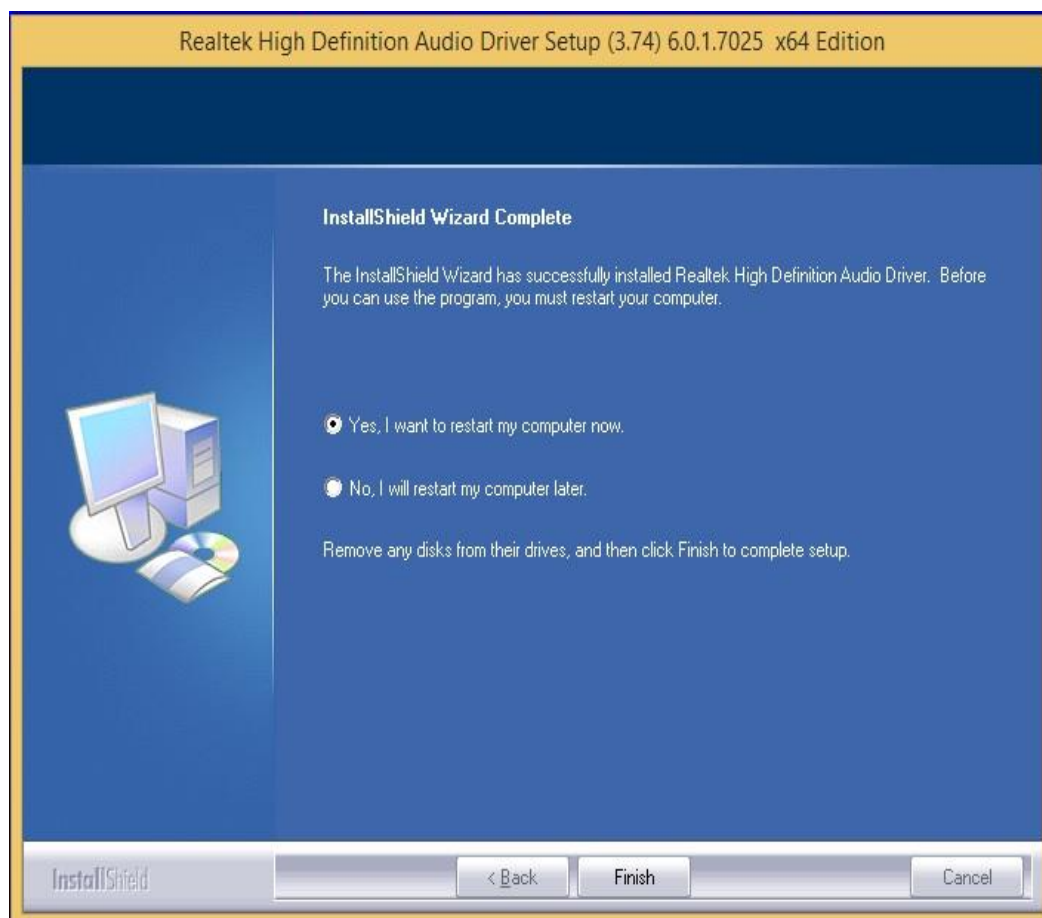 Realtek High Definition Audio Driver Setup (3.74) 6.0.1.7025 x64 Edition
InstallShield Wizard Complete
The InstallShield Wizard has successfully installed Realtek High Definition Audio Driver. Before
you can use the program, you must restart your computer.
Yes, I want to restart my computer now.
No, I will restart my computer later.
Remove any disks from their drives, and then click Finish to complete setup.
InstallShield
< Back
Finish
Cancel